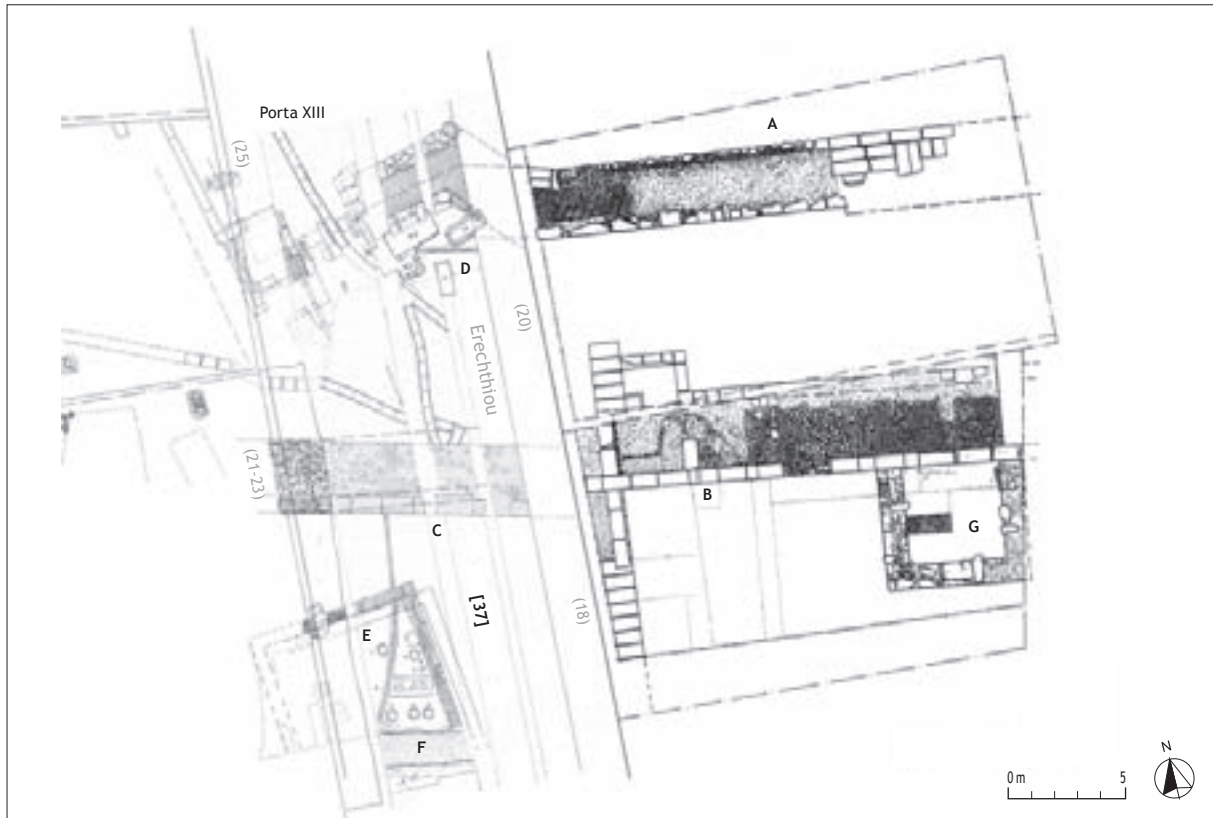 Porta XIII
A
(25)
D
(20)
Erechthiou
(21-23)
B
G
C
[37]
(18)
E
F
N
0 m 5